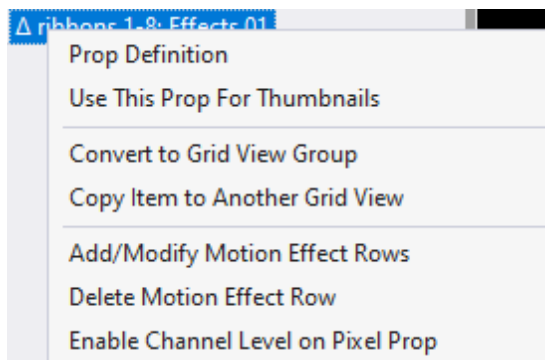 Δ ribbons 1-8: Effects 01
Prop Definition
Use This Prop For Thumbnails
Convert to Grid View Group
Copy Item to Another Grid View
Add/Modify Motion Effect Rows
Delete Motion Effect Row
Enable Channel Level on Pixel Prop